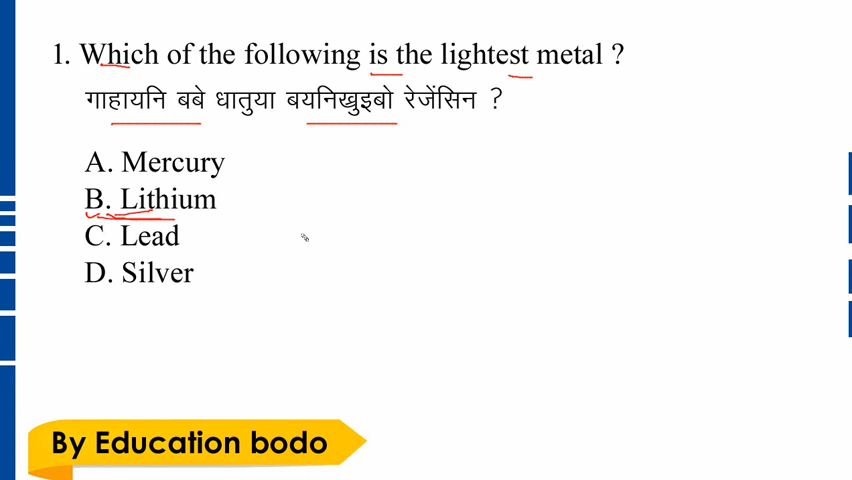 1. Which of the following is the lightest metal ?
गाहायनि बबे धातुया बयनिखुइबो रेजेंसिन ?
A. Mercury
B. Lithium
C. Lead
D. Silver
By Education bodo